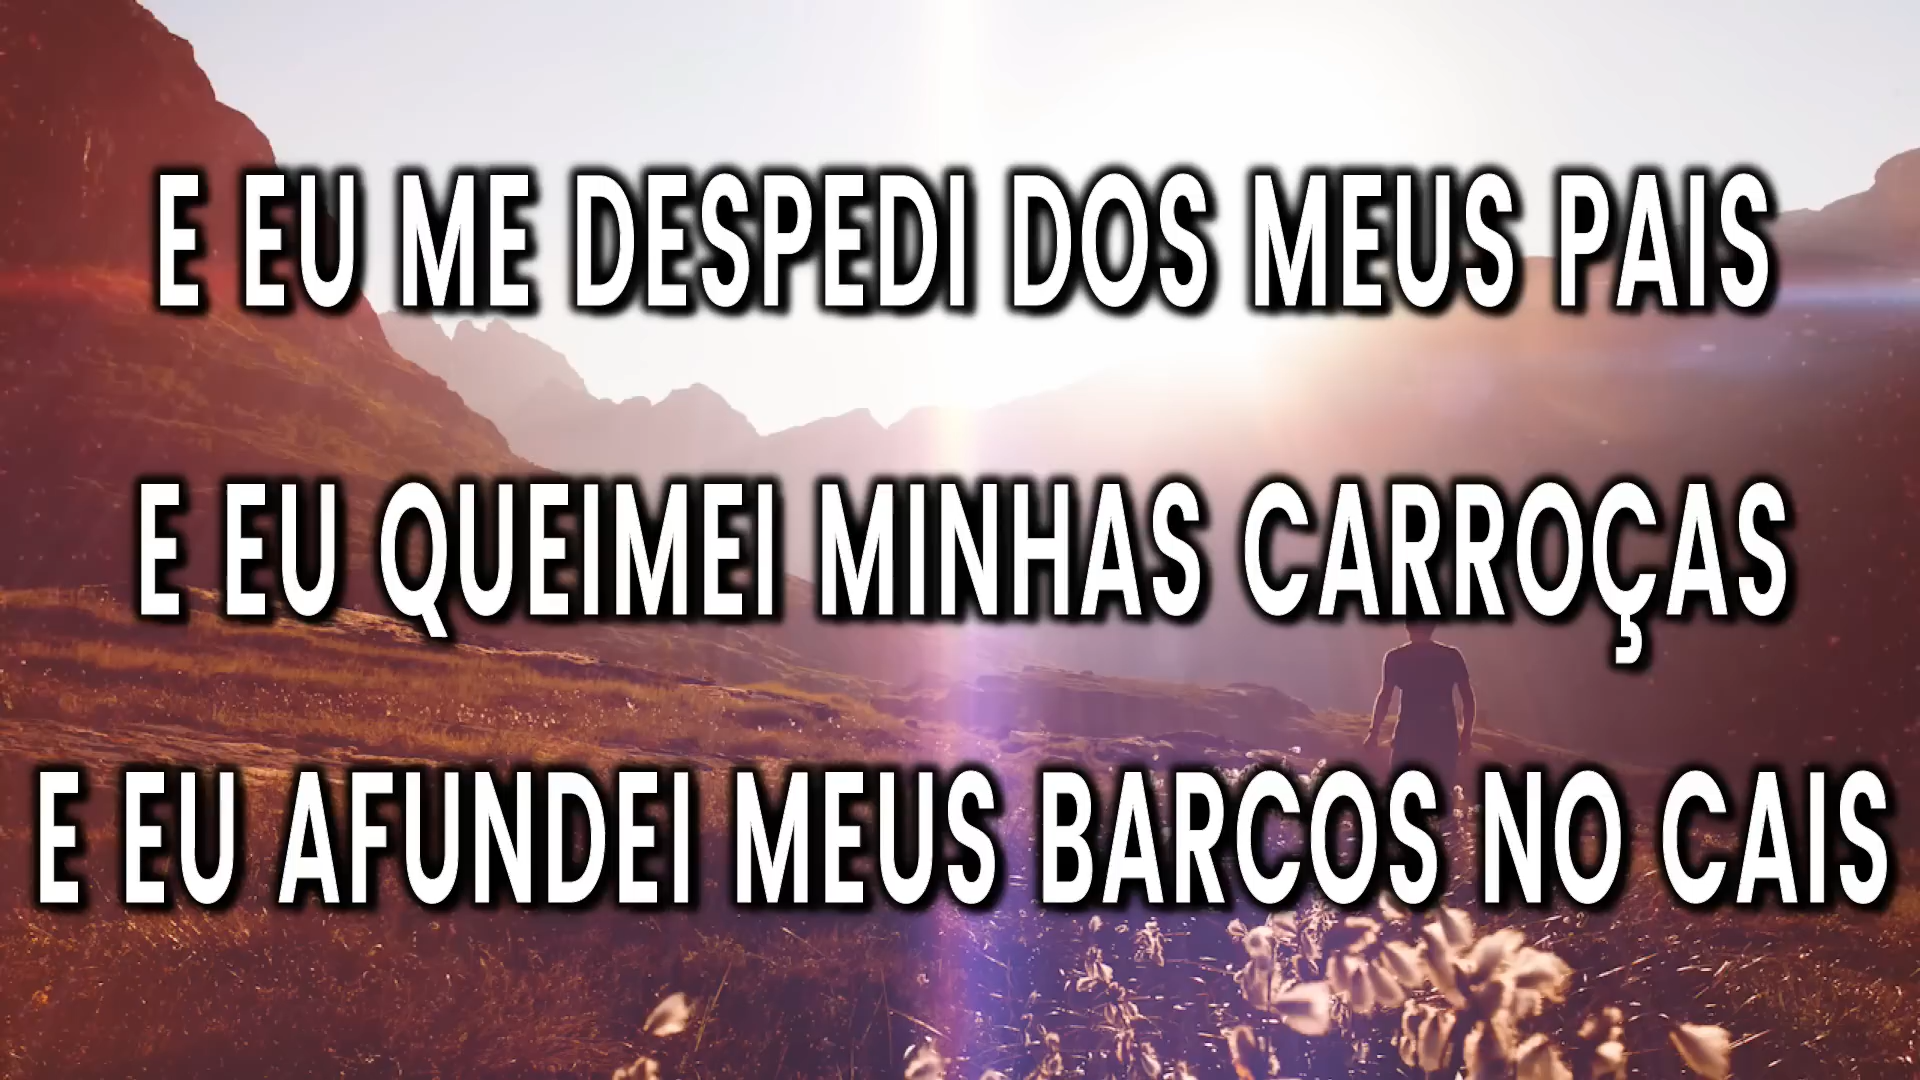 E EU ME DESPEDI DOS MEUS PAIS
E EU QUEIMEI MINHAS CARROÇAS
E EU AFUNDEI MEUS BARCOS NO CAIS